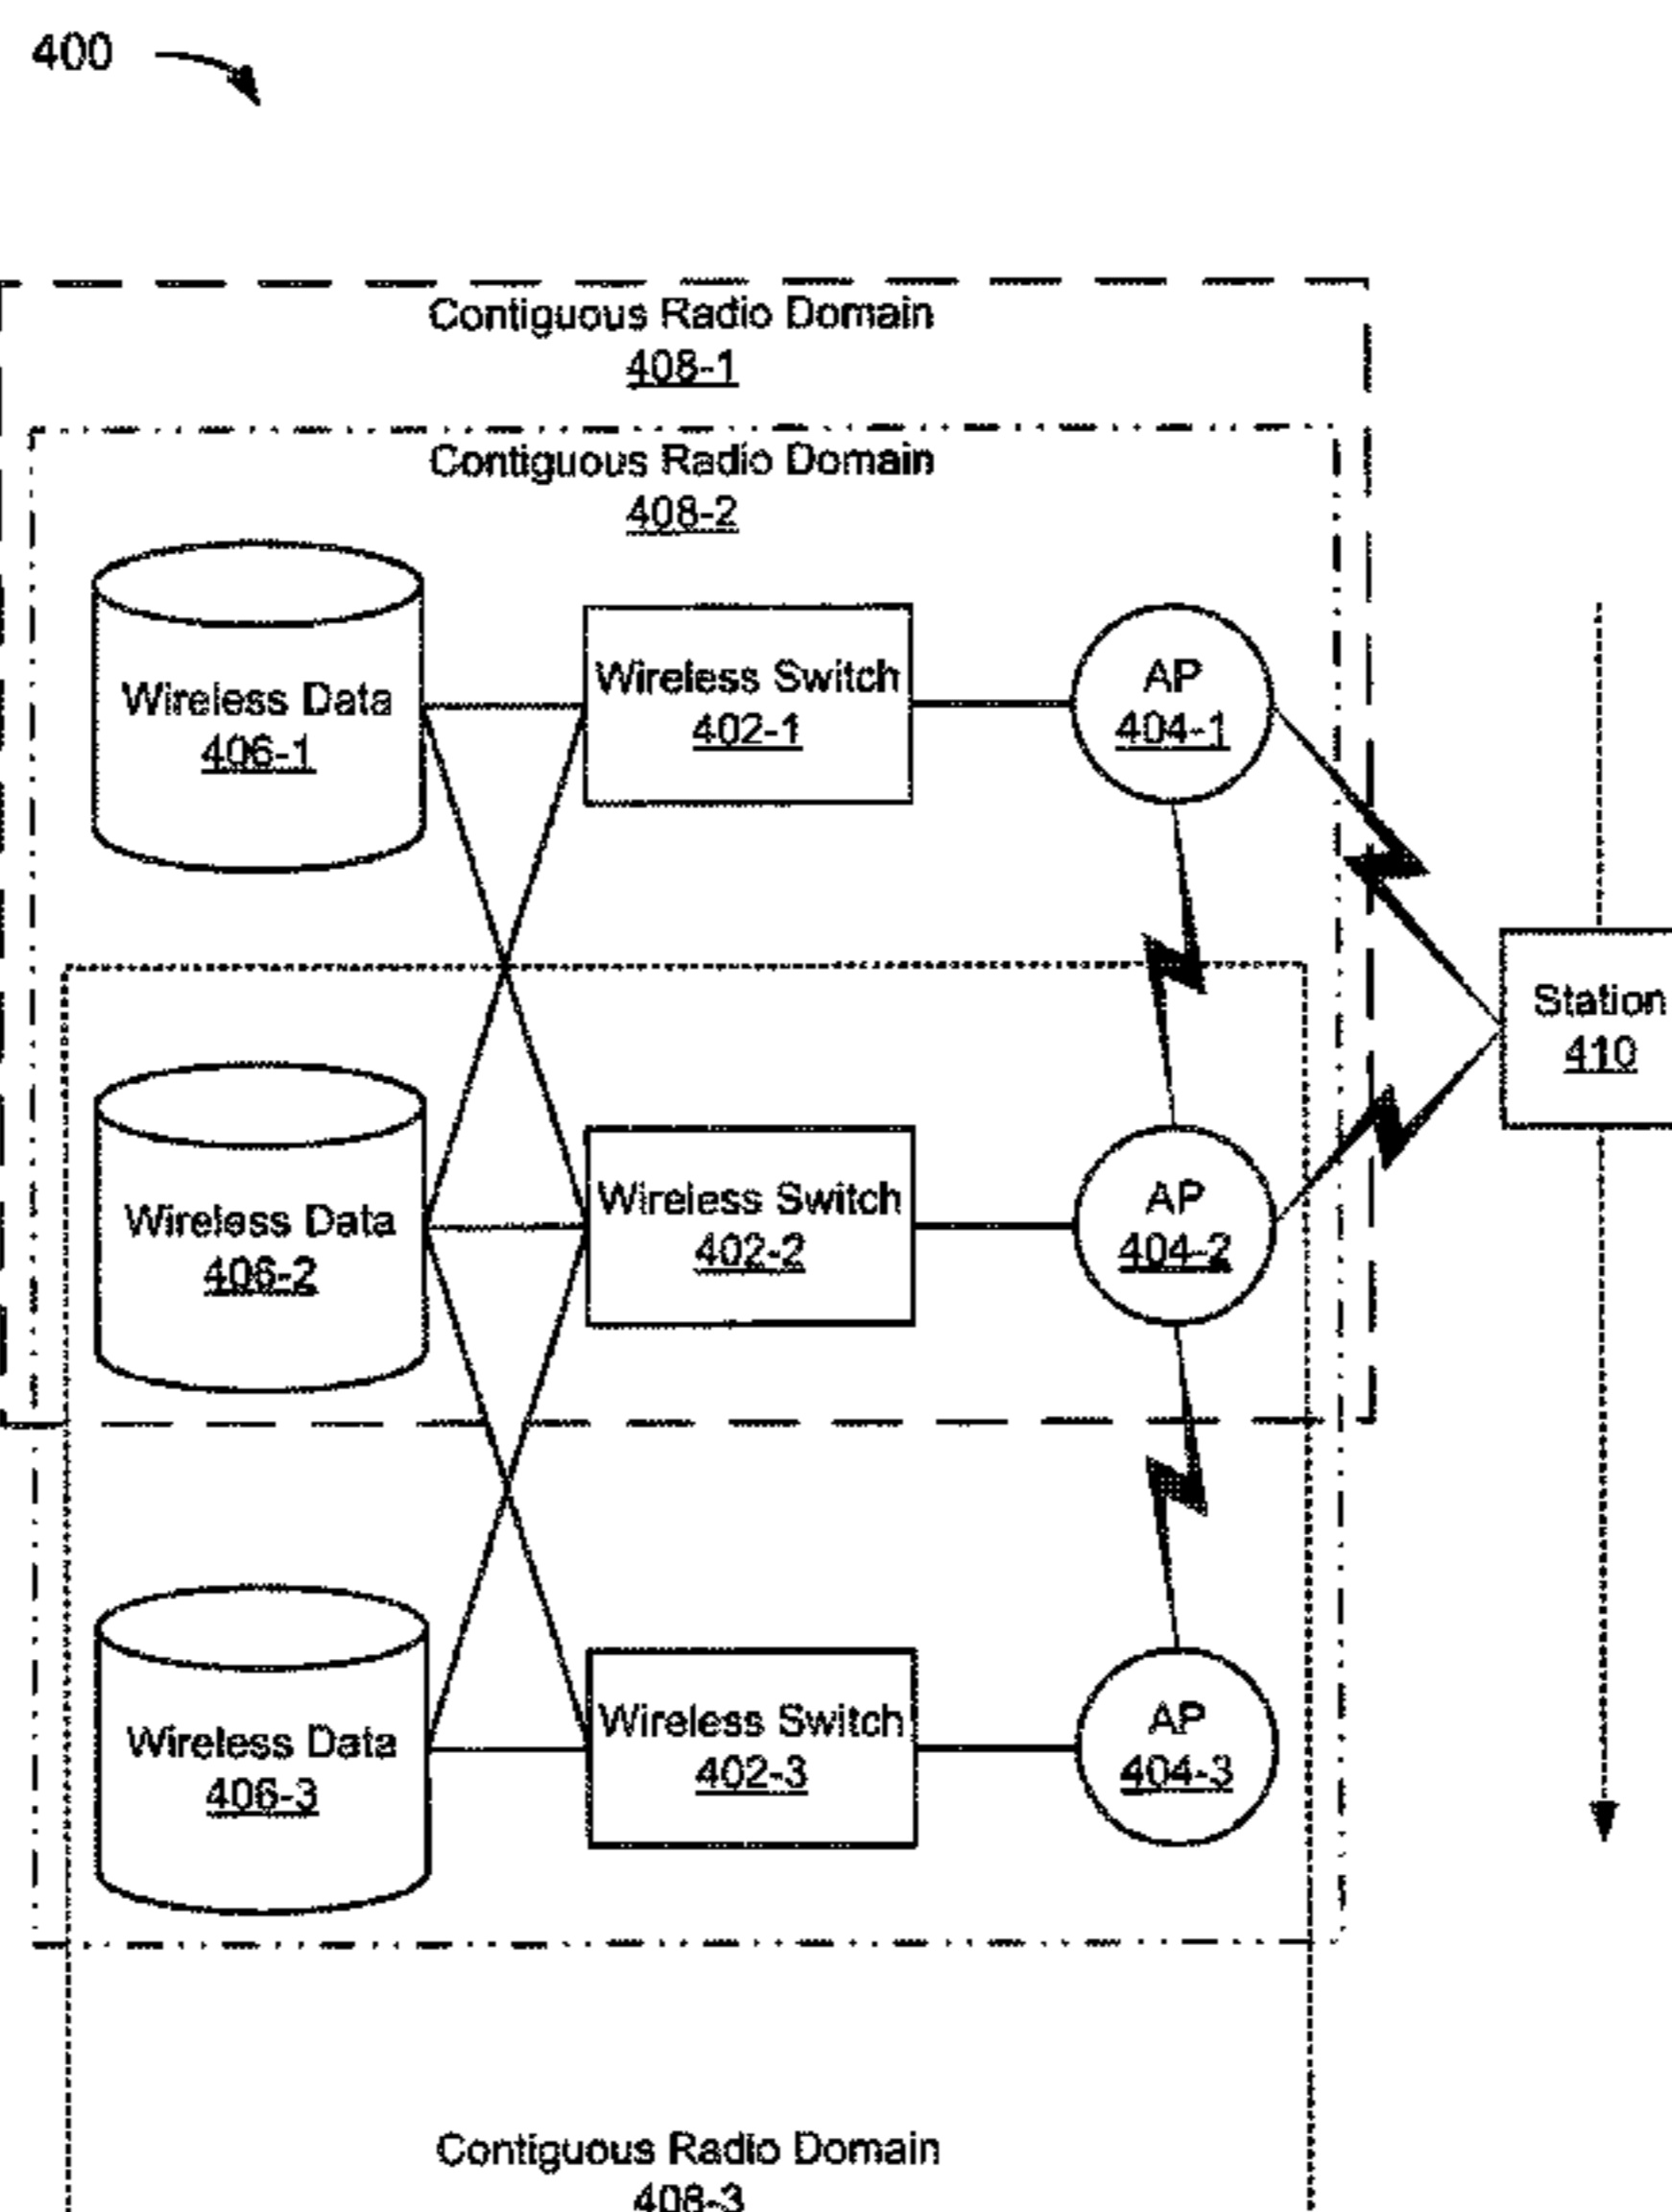 400
Contiguous Radio Domain
408-1
Contiguous Radio Domain
408-2
Wireless Data
406-1
Wireless Switch
402-1
AP
404-1
Station
410
Wireless Data
406-2
Wireless Switch
402-2
AP
404-2
Wireless Data
406-3
Wireless Switch
402-3
AP
404-3
Contiguous Radio Domain
408-3